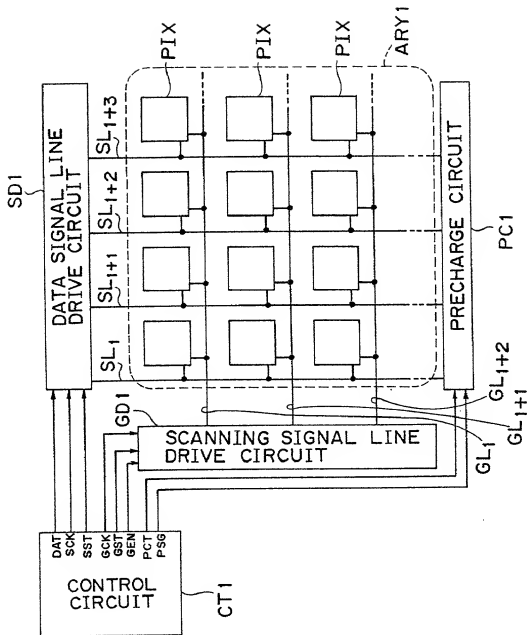 SD1
DATA SIGNAL LINE
DRIVE CIRCUIT
SL1
SL1+1
SL1+2
SL1+3
PIX
PIX
PIX
ARY1
GD1
SCANNING SIGNAL LINE
DRIVE CIRCUIT
GL1
GL1+1
GL1+2
PRECHARGE CIRCUIT
PC1
DAT
SCK
SST
GCK
GST
GEN
PCT
PSG
CONTROL
CIRCUIT
CT1